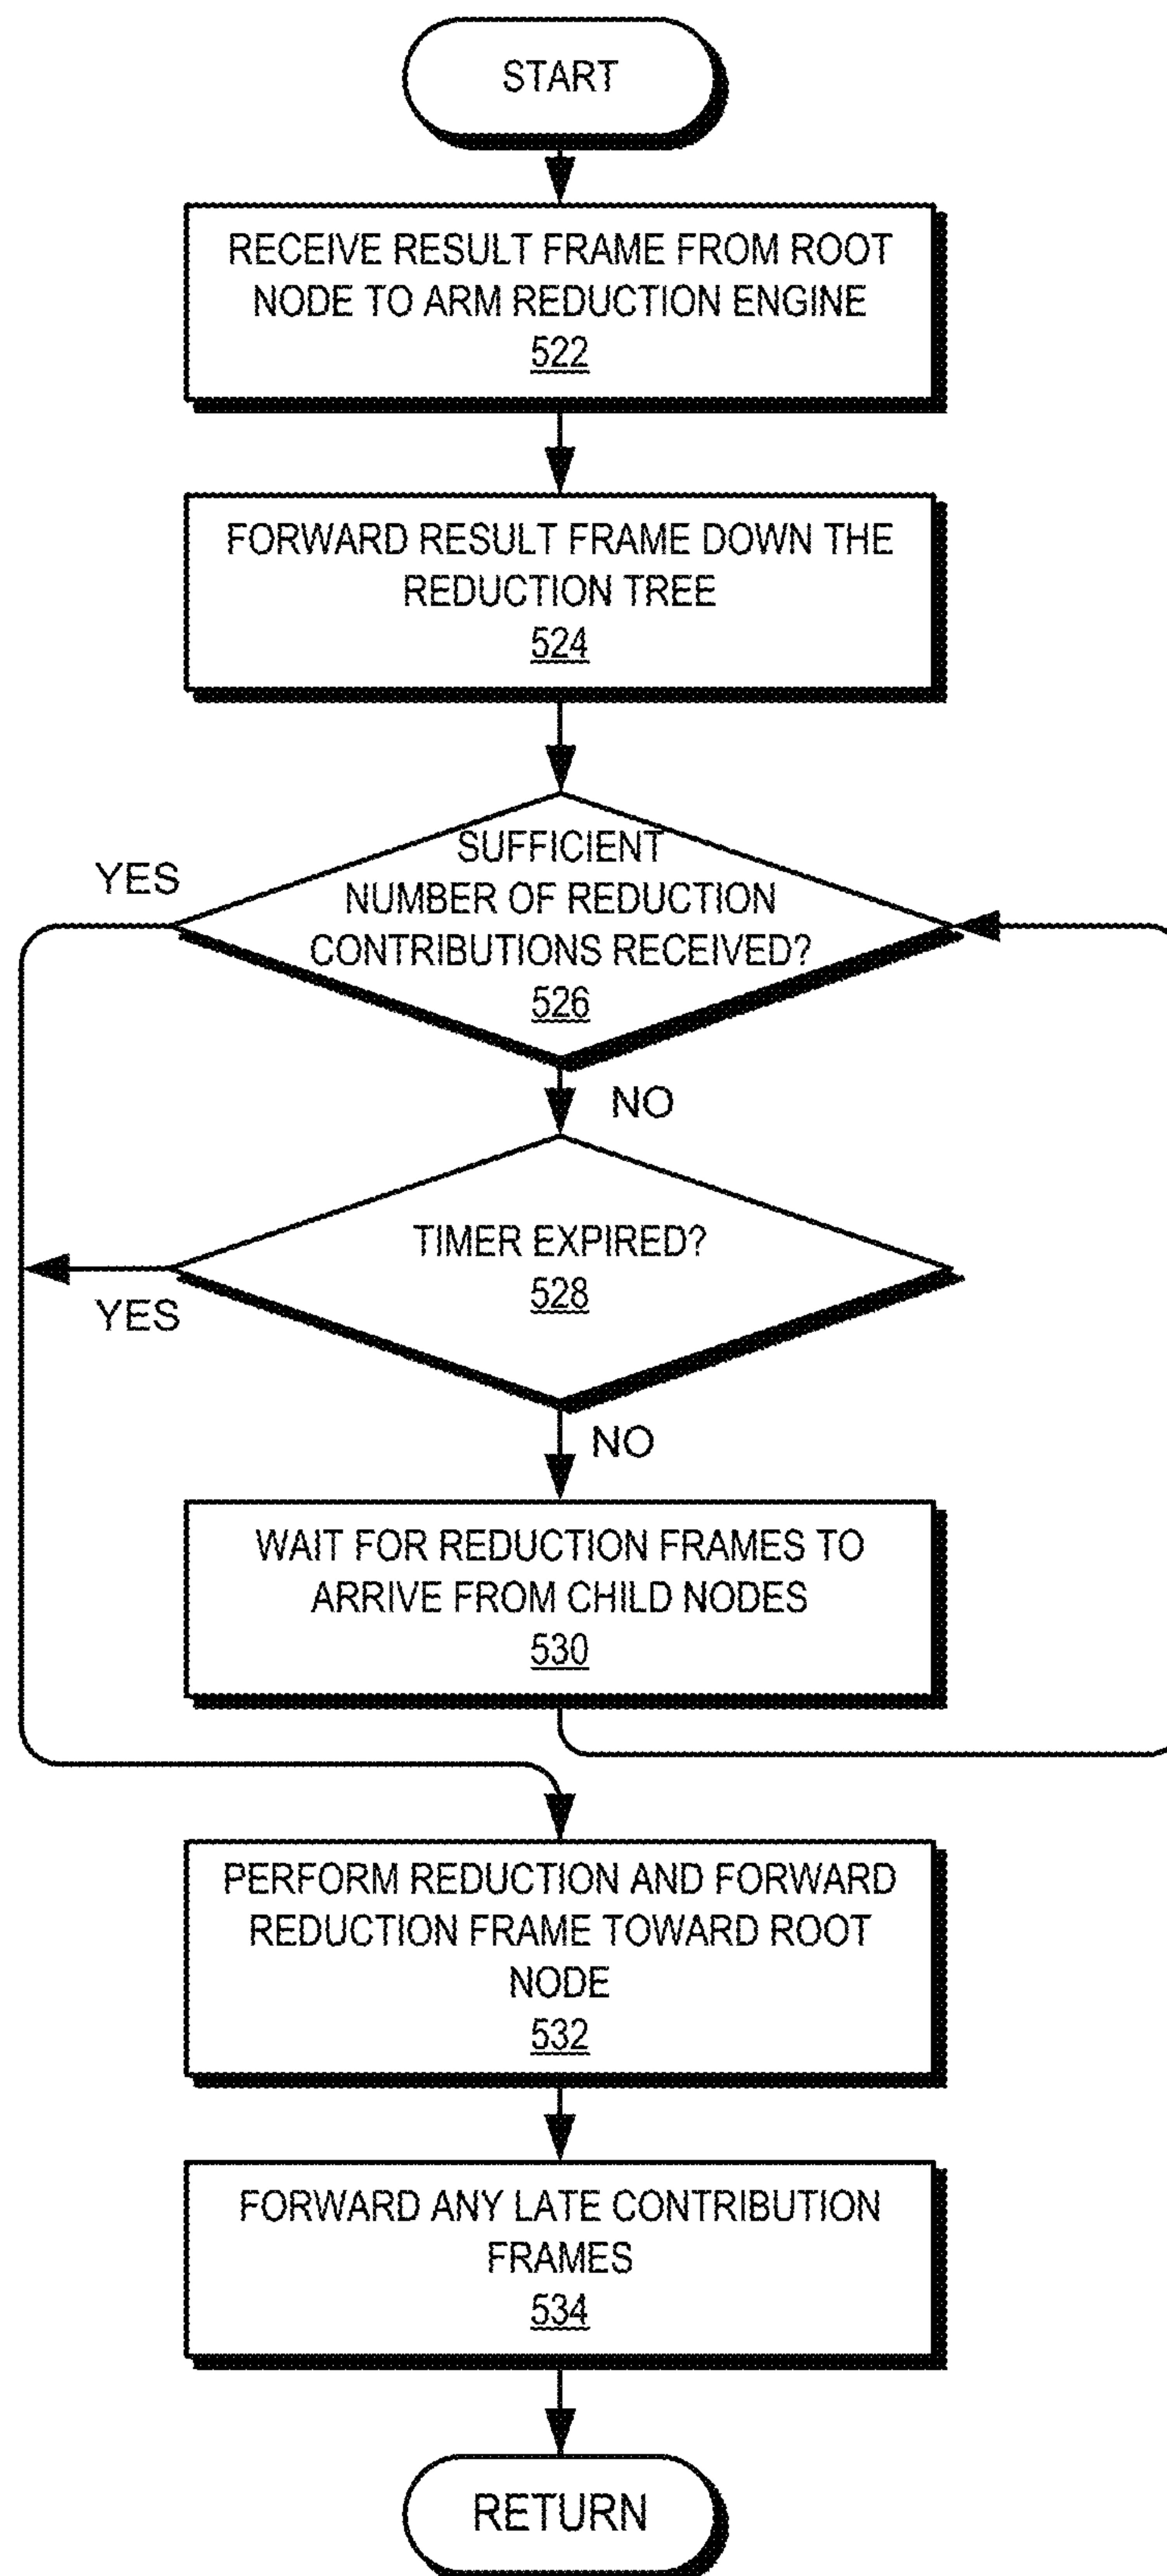 START
RECEIVE RESULT FRAME FROM ROOT
NODE TO ARM REDUCTION ENGINE
522
FORWARD RESULT FRAME DOWN THE
REDUCTION TREE
524
YES
SUFFICIENT
NUMBER OF REDUCTION
CONTRIBUTIONS RECEIVED?
526
NO
TIMER EXPIRED?
528
YES
NO
WAIT FOR REDUCTION FRAMES TO
ARRIVE FROM CHILD NODES
530
PERFORM REDUCTION AND FORWARD
REDUCTION FRAME TOWARD ROOT
NODE
532
FORWARD ANY LATE CONTRIBUTION
FRAMES
534
RETURN